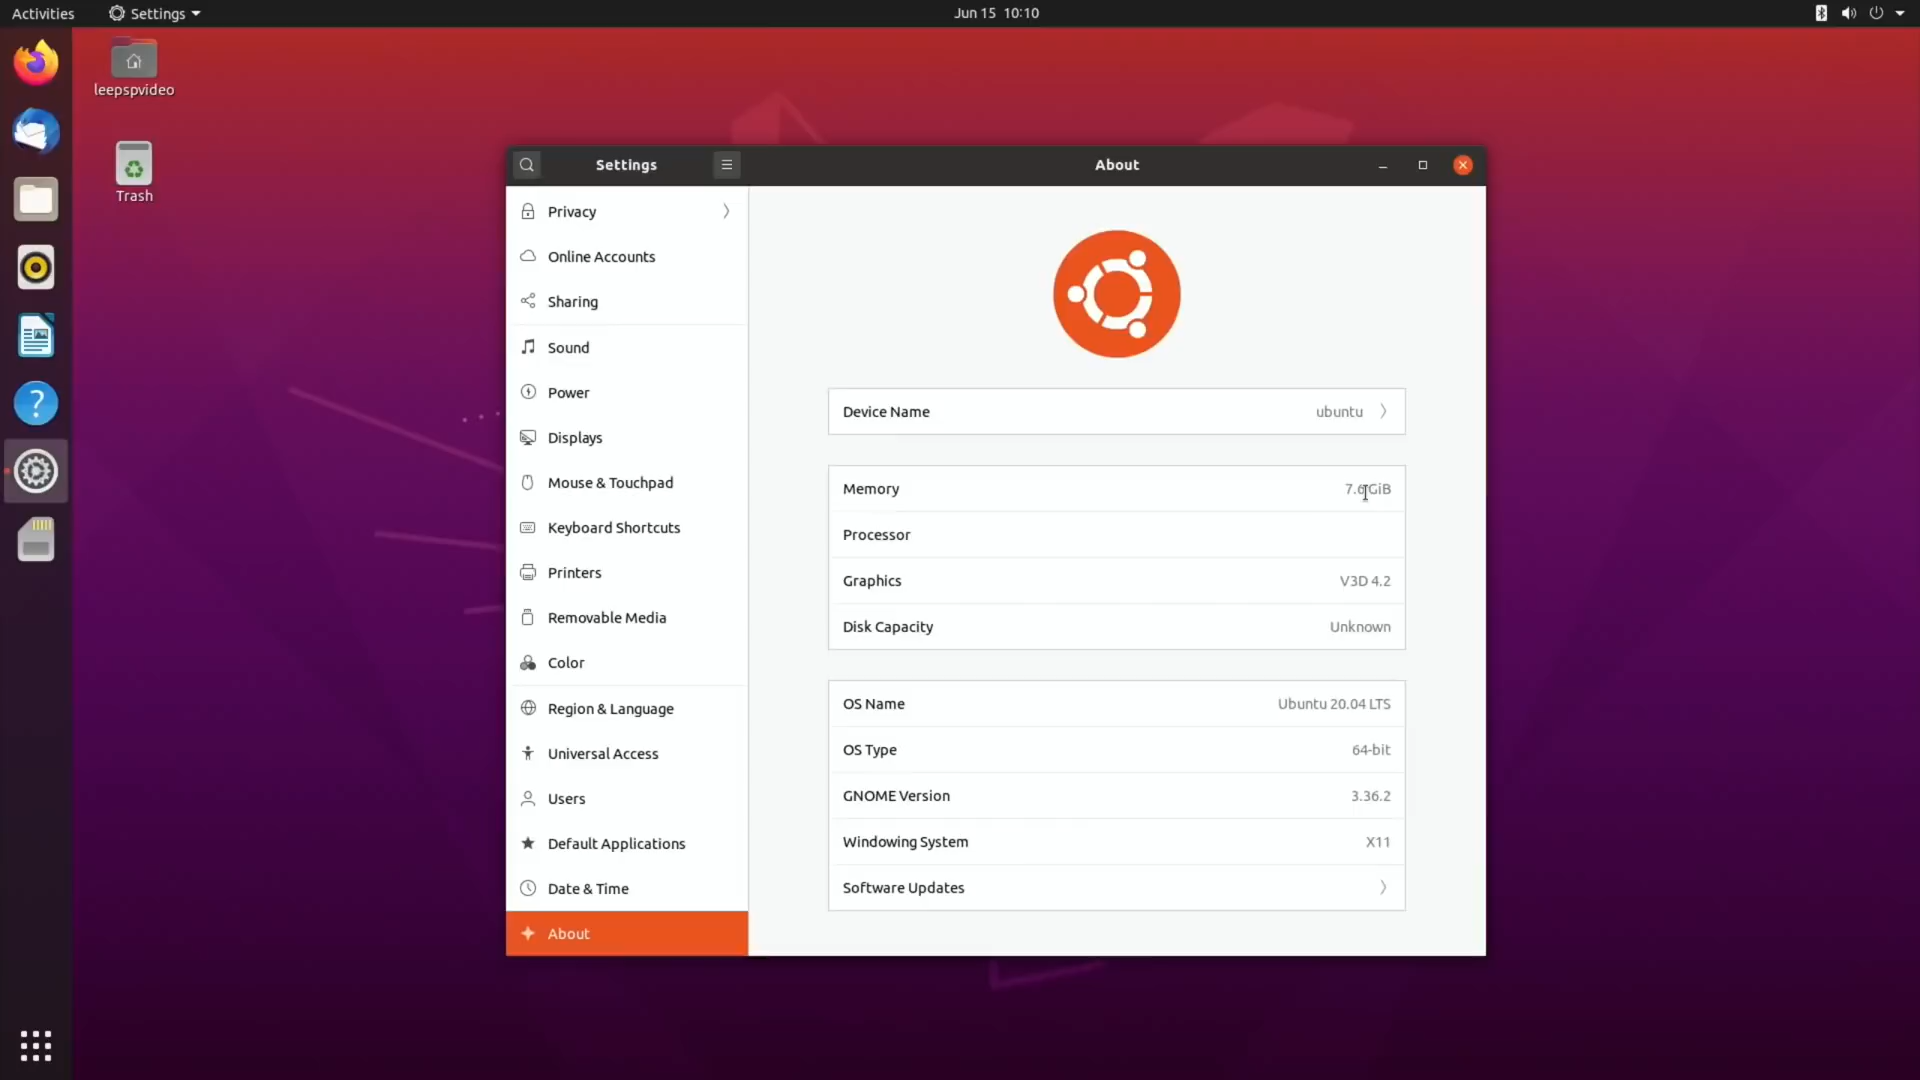 Activities
Settings
Jun 15 10:10
leepspvideo
Trash
Settings
About
Privacy
Online Accounts
Sharing
Sound
Power
Displays
Mouse & Touchpad
Keyboard Shortcuts
Printers
Removable Media
Color
Region & Language
Universal Access
Users
Default Applications
Date & Time
About
Device Name
ubuntu
Memory
GiB
Processor
Graphics
V3D 4.2
Disk Capacity
Unknown
OS Name
Ubuntu 20.04 LTS
OS Type
64-bit
GNOME Version
3.36.2
Windowing System
X11
Software Updates